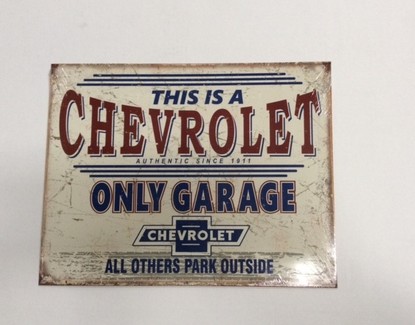 THIS IS A
CHEVROLET
AUTHENTIC SINCE 1911
ONLY GARAGE
CHEVROLET
ALL OTHERS PARK OUTSIDE